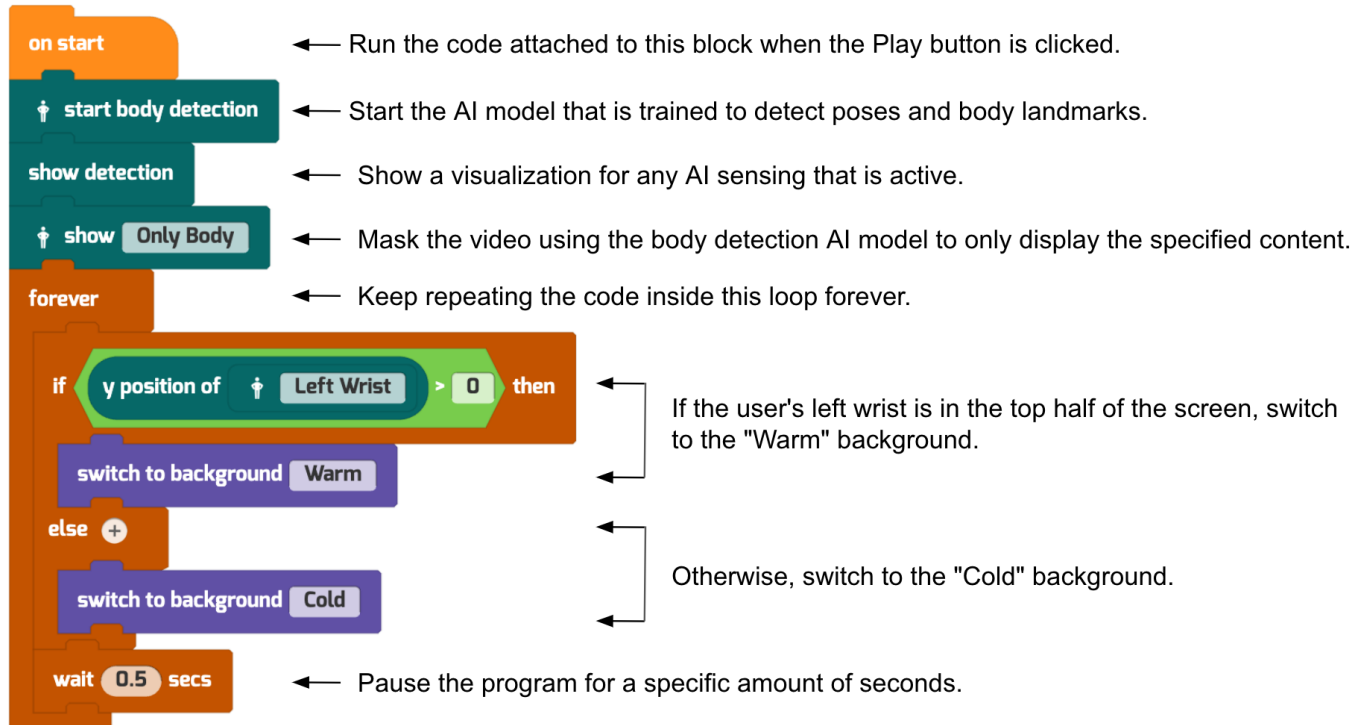 on start
Run the code attached to this block when the Play button is clicked.
start body detection
Start the AI model that is trained to detect poses and body landmarks.
show detection
Show a visualization for any AI sensing that is active.
show Only Body
Mask the video using the body detection AI model to only display the specified content.
forever
Keep repeating the code inside this loop forever.
if y position of Left Wrist > 0 then
If the user's left wrist is in the top half of the screen, switch
to the "Warm" background.
switch to background Warm
else +
Otherwise, switch to the "Cold" background.
switch to background Cold
wait 0.5 secs
Pause the program for a specific amount of seconds.